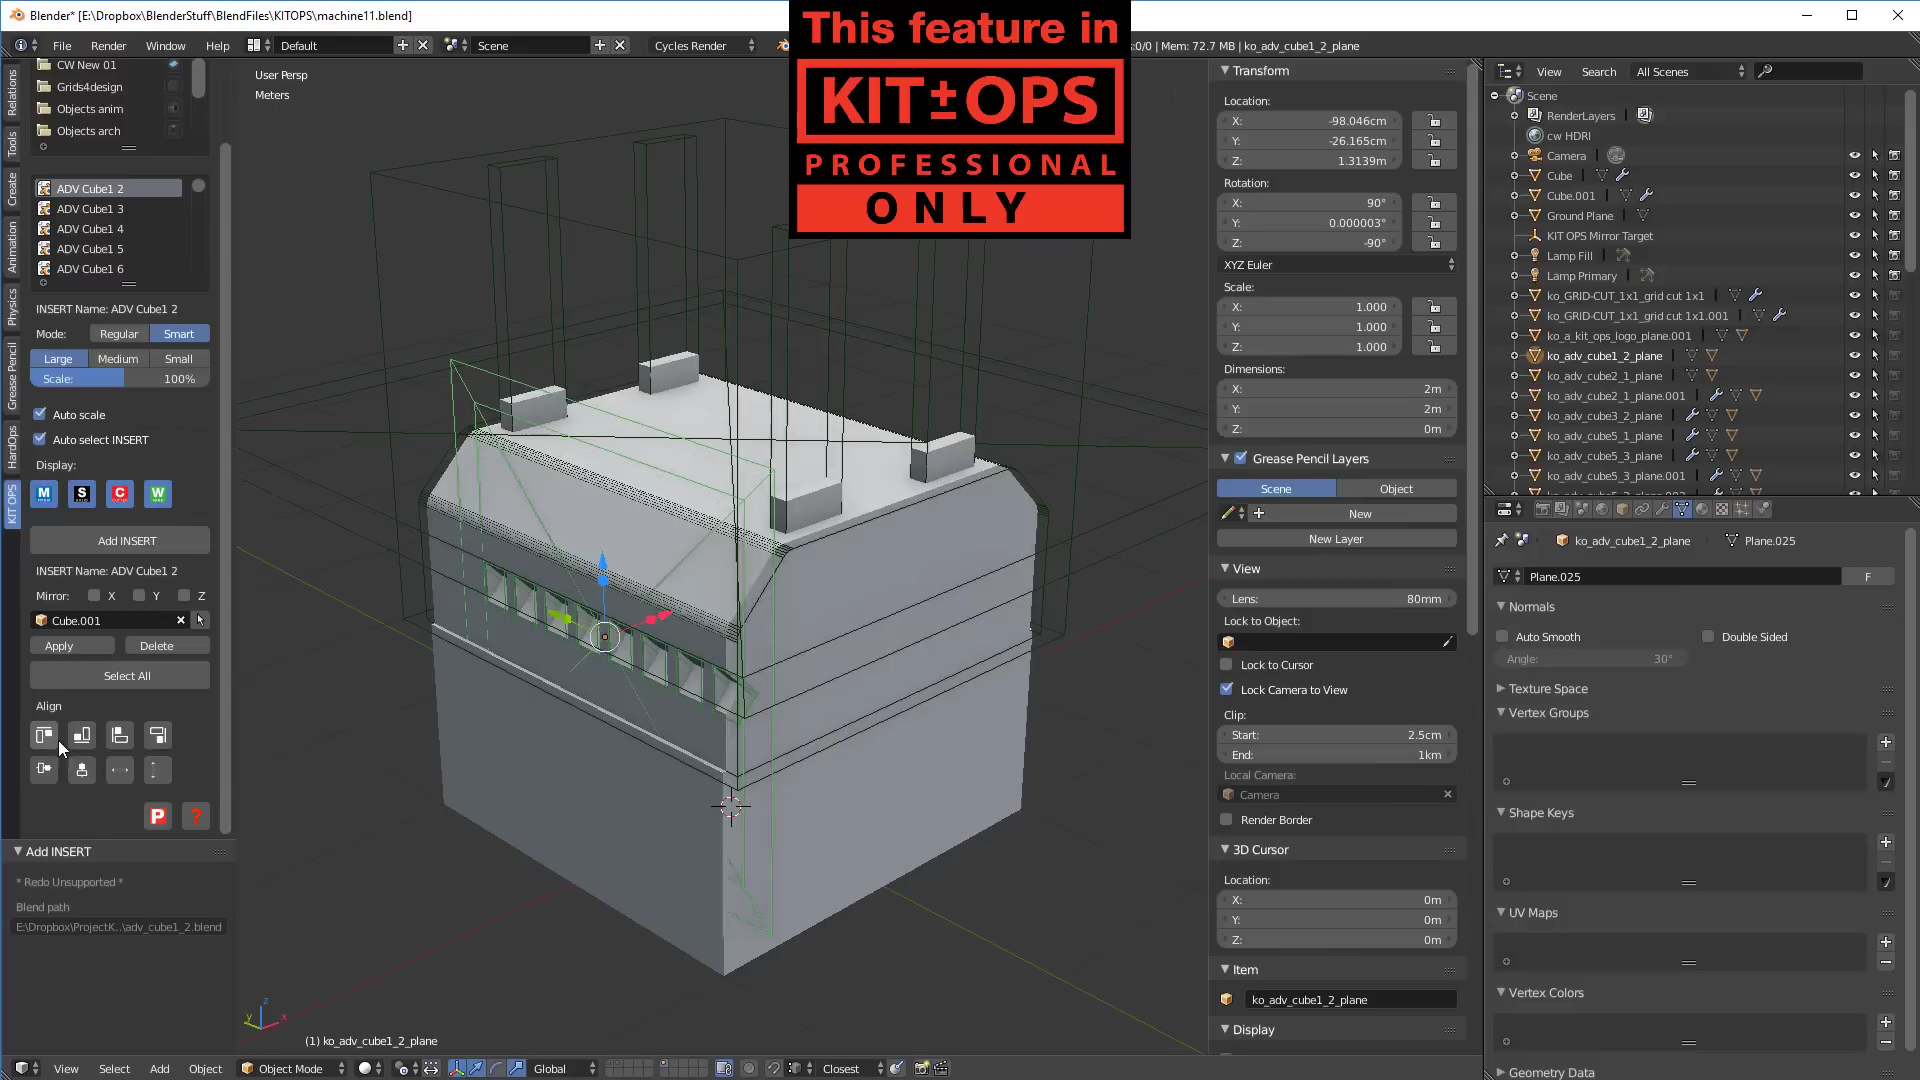 Blender* [E:\Dropbox\BlenderStuff\BlendFiles\KITOPS\machine11.blend]
File Render Window Help Default Scene Cycles Render
:0/0 | Mem: 72.7 MB | ko_adv_cube1_2_plane
This feature in
KIT±OPS
PROFESSIONAL
ONLY
Relations
Tools
Create
Animation
Physics
Grease Pencil
HardOps
KIT OPS
CW New 01
Grids4design
Objects anim
Objects arch
ADV Cube1 2
ADV Cube1 3
ADV Cube1 4
ADV Cube1 5
ADV Cube1 6
INSERT Name: ADV Cube1 2
Mode: Regular Smart
Large Medium Small
Scale: 100%
Auto scale
Auto select INSERT
Display:
M S C W
Add INSERT
INSERT Name: ADV Cube1 2
Mirror: X Y Z
Cube.001
Apply Delete
Select All
Align
P ?
Add INSERT
* Redo Unsupported *
Blend path
E:\Dropbox\ProjectK..\adv_cube1_2.blend
User Persp
Meters
z
y x
(1) ko_adv_cube1_2_plane
View Select Add Object Object Mode Global Closest
Transform
Location:
X: -98.046cm
Y: -26.165cm
Z: 1.3139m
Rotation:
X: 90°
Y: 0.000003°
Z: -90°
XYZ Euler
Scale:
X: 1.000
Y: 1.000
Z: 1.000
Dimensions:
X: 2m
Y: 2m
Z: 0m
Grease Pencil Layers
Scene Object
New
New Layer
View
Lens: 80mm
Lock to Object:
Lock to Cursor
Lock Camera to View
Clip:
Start: 2.5cm
End: 1km
Local Camera:
Camera
Render Border
3D Cursor
Location:
X: 0m
Y: 0m
Z: 0m
Item
ko_adv_cube1_2_plane
Display
View Search All Scenes
Scene
RenderLayers
cw HDRI
Camera
Cube
Cube.001
Ground Plane
KIT OPS Mirror Target
Lamp Fill
Lamp Primary
ko_GRID-CUT_1x1_grid cut 1x1
ko_GRID-CUT_1x1_grid cut 1x1.001
ko_a_kit_ops_logo_plane.001
ko_adv_cube1_2_plane
ko_adv_cube2_1_plane
ko_adv_cube2_1_plane.001
ko_adv_cube3_2_plane
ko_adv_cube5_1_plane
ko_adv_cube5_3_plane
ko_adv_cube5_3_plane.001
ko_adv_cube1_2_plane Plane.025
Plane.025 F
Normals
Auto Smooth Double Sided
Angle: 30°
Texture Space
Vertex Groups
Shape Keys
UV Maps
Vertex Colors
Geometry Data